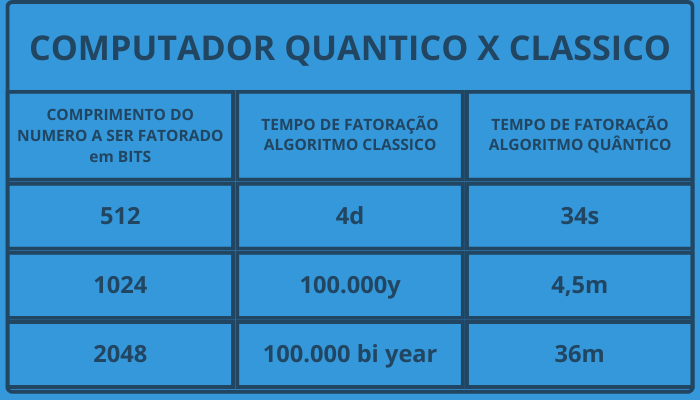 COMPUTADOR QUANTICO X CLASSICO
COMPRIMENTO DO
NUMERO A SER FATORADO
em BITS
TEMPO DE FATORAÇÃO
ALGORITMO CLASSICO
TEMPO DE FATORAÇÃO
ALGORITMO QUÂNTICO
512
4d
34s
1024
100.000y
4,5m
2048
100.000 bi year
36m